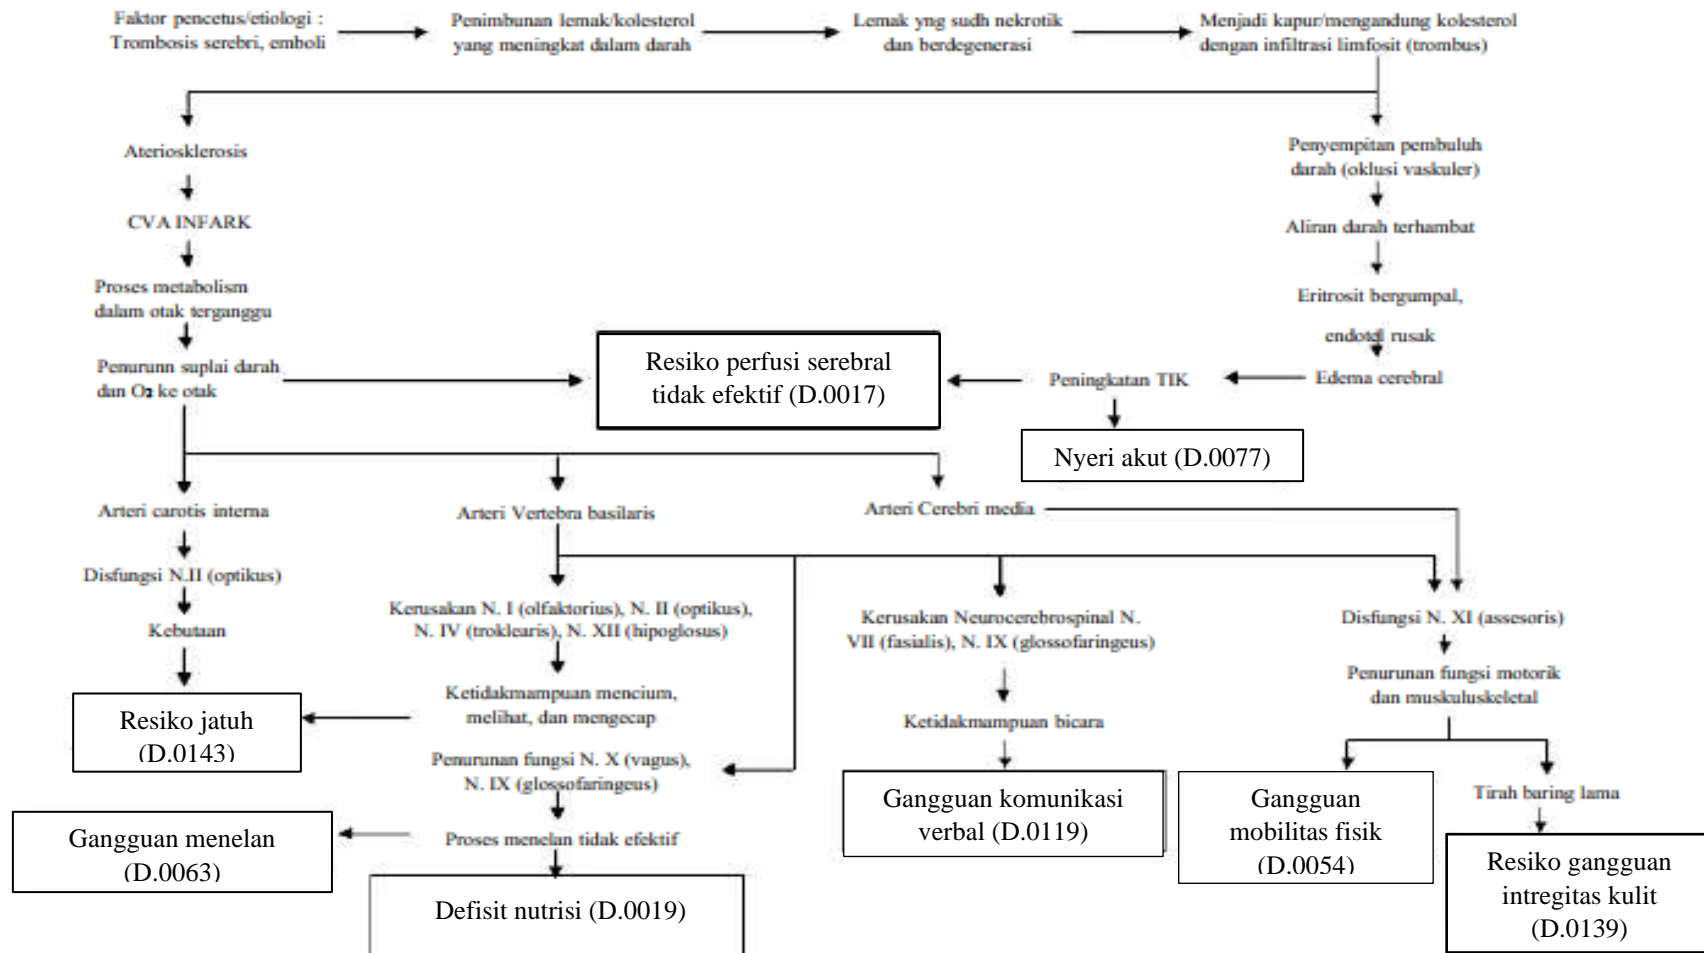 Faktor pencetus/etiologi :
Trombosis serebri, emboli
Penimbunan lemak/kolesterol
yang meningkat dalam darah
Lemak yng sudh nekrotik
dan berdegenerasi
Menjadi kapur/mengandung kolesterol
dengan infiltrasi limfosit (trombus)
Ateriosklerosis
Penyempitan pembuluh
darah (oklusi vaskuler)
CVA INFARK
Aliran darah terhambat
Proses metabolism
dalam otak terganggu
Eritrosit bergumpal,
endotel rusak
Penurunn suplai darah
dan O2 ke otak
Resiko perfusi serebral
tidak efektif (D.0017)
Peningkatan TIK
Edema cerebral
Nyeri akut (D.0077)
Arteri carotis interna
Arteri Vertebra basilaris
Arteri Cerebri media
Disfungsi N.II (optikus)
Kerusakan N. I (olfaktorius), N. II (optikus),
N. IV (troklearis), N. XII (hipoglosus)
Kerusakan Neurocerebrospinal N.
VII (fasialis), N. IX (glossofaringeus)
Disfungsi N. XI (assesoris)
Kebutaan
Ketidakmampuan mencium,
melihat, dan mengecap
Ketidakmampuan bicara
Penurunan fungsi motorik
dan muskuluskeletal
Resiko jatuh
(D.0143)
Penurunan fungsi N. X (vagus),
N. IX (glossofaringeus)
Gangguan komunikasi
verbal (D.0119)
Gangguan
mobilitas fisik
(D.0054)
Tirah baring lama
Gangguan menelan
(D.0063)
Proses menelan tidak efektif
Resiko gangguan
intregitas kulit
(D.0139)
Defisit nutrisi (D.0019)